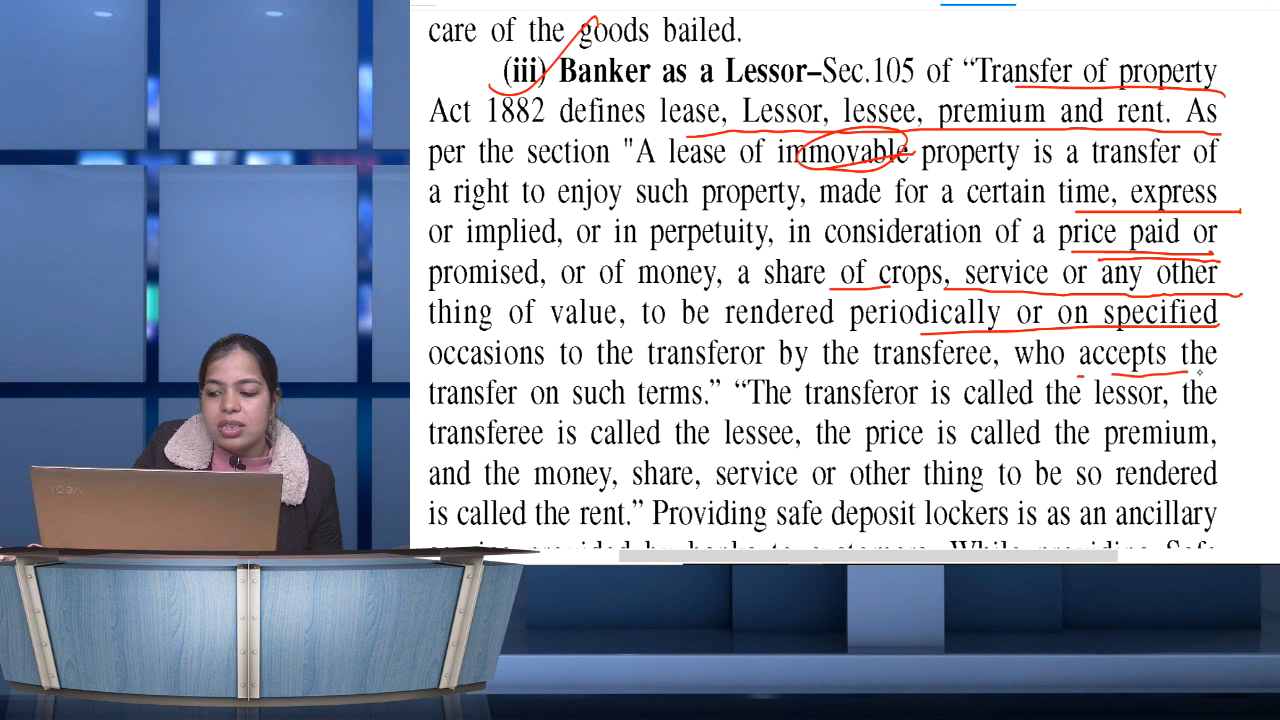 care of the goods bailed.
(iii) Banker as a Lessor–Sec.105 of “Transfer of property
Act 1882 defines lease, Lessor, lessee, premium and rent. As
per the section "A lease of immovable property is a transfer of
a right to enjoy such property, made for a certain time, express
or implied, or in perpetuity, in consideration of a price paid or
promised, or of money, a share of crops, service or any other
thing of value, to be rendered periodically or on specified
occasions to the transferor by the transferee, who accepts the
transfer on such terms.” “The transferor is called the lessor, the
transferee is called the lessee, the price is called the premium,
and the money, share, service or other thing to be so rendered
is called the rent.” Providing safe deposit lockers is as an ancillary
YOGA